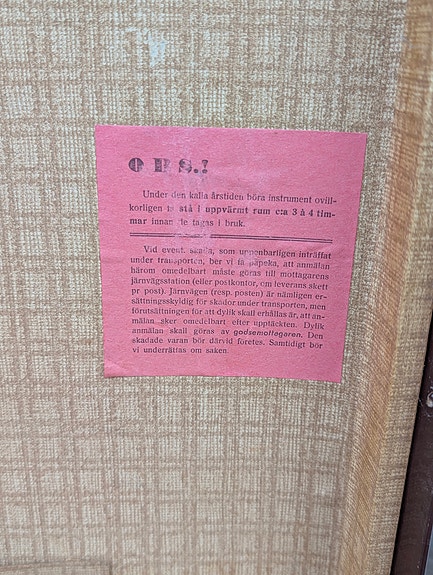 OBS.!
Under den kalla årstiden böra instrument ovill-
korligen stå i uppvärmt rum c:a 3 à 4 tim-
mar innan de tagas i bruk.
Vid event. skada, som uppenbarligen inträffat
under transporten, ber vi få påpeka, att anmälan
härom omedelbart måste göras till mottagarens
järnvägsstation (eller postkontor, om leverans skett
pr post). Järnvägen (resp. posten) är nämligen er-
sättningsskyldig för skador under transporten, men
förutsättningen för att dylik skall erhållas är, att an-
mälan sker omedelbart efter upptäckten. Dylik
anmälan skall göras av godsemottagaren. Den
skadade varan bör därvid företes. Samtidigt bör
vi underrättas om saken.